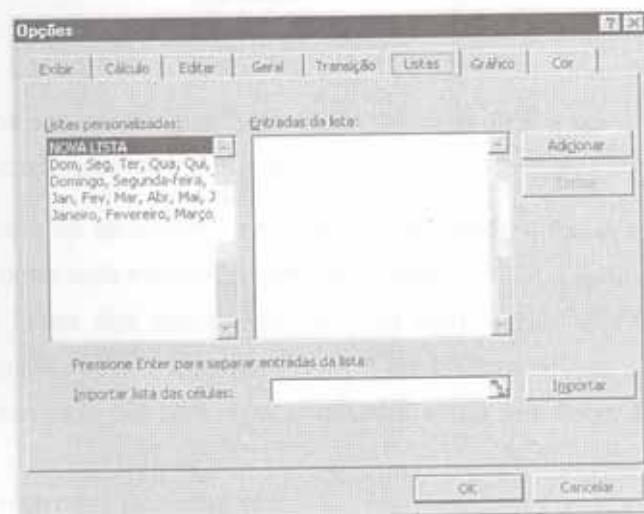 Opções
Exibir Cálculo Editar Geral Transição Listas Gráfico Cor
Listas personalizadas: Entradas da lista:
NOVA LISTA
Adicionar
Dom, Seg, Ter, Qua, Qui,
Domingo, Segunda-feira,
Jan, Fev, Mar, Abr, Mai, J
Janeiro, Fevereiro, Março,
Pressione Enter para separar entradas da lista.
Importar lista das células:
Importar
OK Cancelar